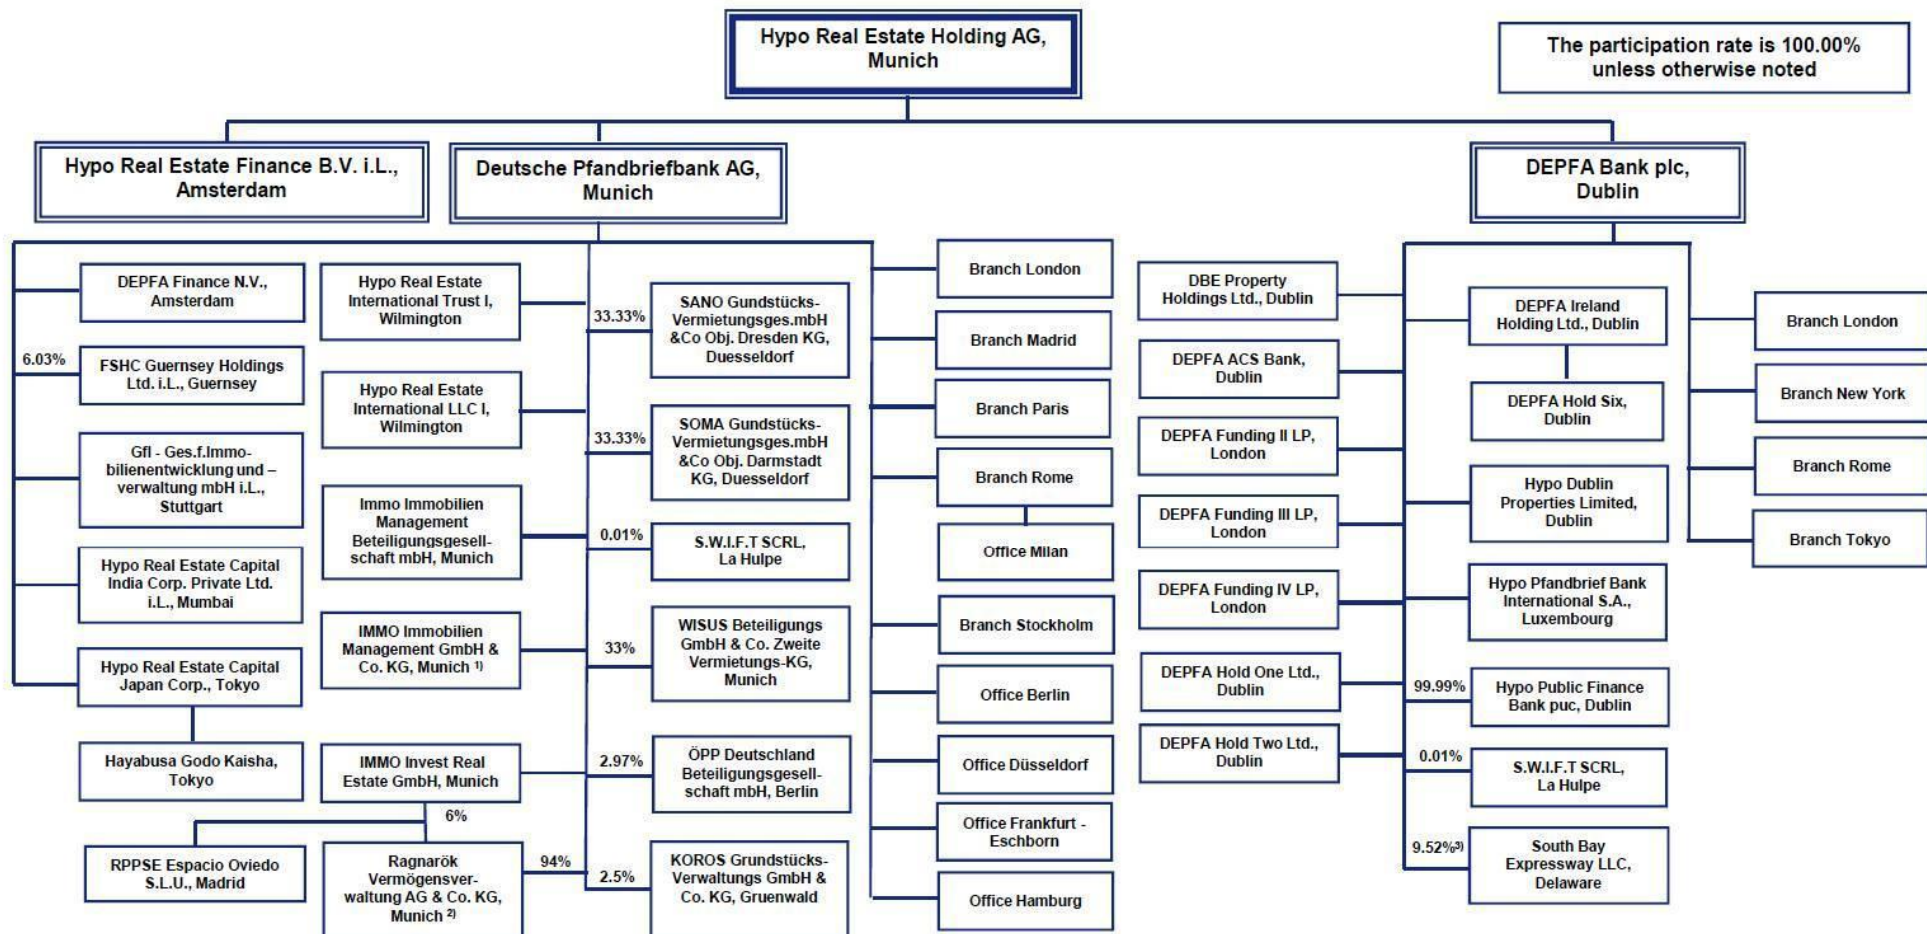 Hypo Real Estate Holding AG,
Munich
The participation rate is 100.00%
unless otherwise noted
Hypo Real Estate Finance B.V. i.L.,
Amsterdam
Deutsche Pfandbriefbank AG,
Munich
DEPFA Bank plc,
Dublin
DEPFA Finance N.V.,
Amsterdam
6.03%
FSHC Guernsey Holdings
Ltd. i.L., Guernsey
GfI - Ges.f.Immo-
bilienentwicklung und –
verwaltung mbH i.L.,
Stuttgart
Hypo Real Estate Capital
India Corp. Private Ltd.
i.L., Mumbai
Hypo Real Estate Capital
Japan Corp., Tokyo
Hayabusa Godo Kaisha,
Tokyo
Hypo Real Estate
International Trust I,
Wilmington
Hypo Real Estate
International LLC I,
Wilmington
Immo Immobilien
Management
Beteiligungsgesell-
schaft mbH, Munich
IMMO Immobilien
Management GmbH &
Co. KG, Munich 1)
IMMO Invest Real
Estate GmbH, Munich
6%
RPPSE Espacio Oviedo
S.L.U., Madrid
Ragnarök
Vermögensver-
waltung AG & Co. KG,
Munich 2)
94%
33.33%
SANO Gundstücks-
Vermietungsges.mbH
&Co Obj. Dresden KG,
Duesseldorf
33.33%
SOMA Gundstücks-
Vermietungsges.mbH
&Co Obj. Darmstadt
KG, Duesseldorf
0.01%
S.W.I.F.T SCRL,
La Hulpe
33%
WISUS Beteiligungs
GmbH & Co. Zweite
Vermietungs-KG,
Munich
2.97%
ÖPP Deutschland
Beteiligungsgesell-
schaft mbH, Berlin
2.5%
KOROS Grundstücks-
Verwaltungs GmbH &
Co. KG, Gruenwald
Branch London
Branch Madrid
Branch Paris
Branch Rome
Office Milan
Branch Stockholm
Office Berlin
Office Düsseldorf
Office Frankfurt -
Eschborn
Office Hamburg
DBE Property
Holdings Ltd., Dublin
DEPFA ACS Bank,
Dublin
DEPFA Funding II LP,
London
DEPFA Funding III LP,
London
DEPFA Funding IV LP,
London
DEPFA Hold One Ltd.,
Dublin
DEPFA Hold Two Ltd.,
Dublin
DEPFA Ireland
Holding Ltd., Dublin
DEPFA Hold Six,
Dublin
Hypo Dublin
Properties Limited,
Dublin
Hypo Pfandbrief Bank
International S.A.,
Luxembourg
99.99%
Hypo Public Finance
Bank puc, Dublin
0.01%
S.W.I.F.T SCRL,
La Hulpe
9.52%3)
South Bay
Expressway LLC,
Delaware
Branch London
Branch New York
Branch Rome
Branch Tokyo